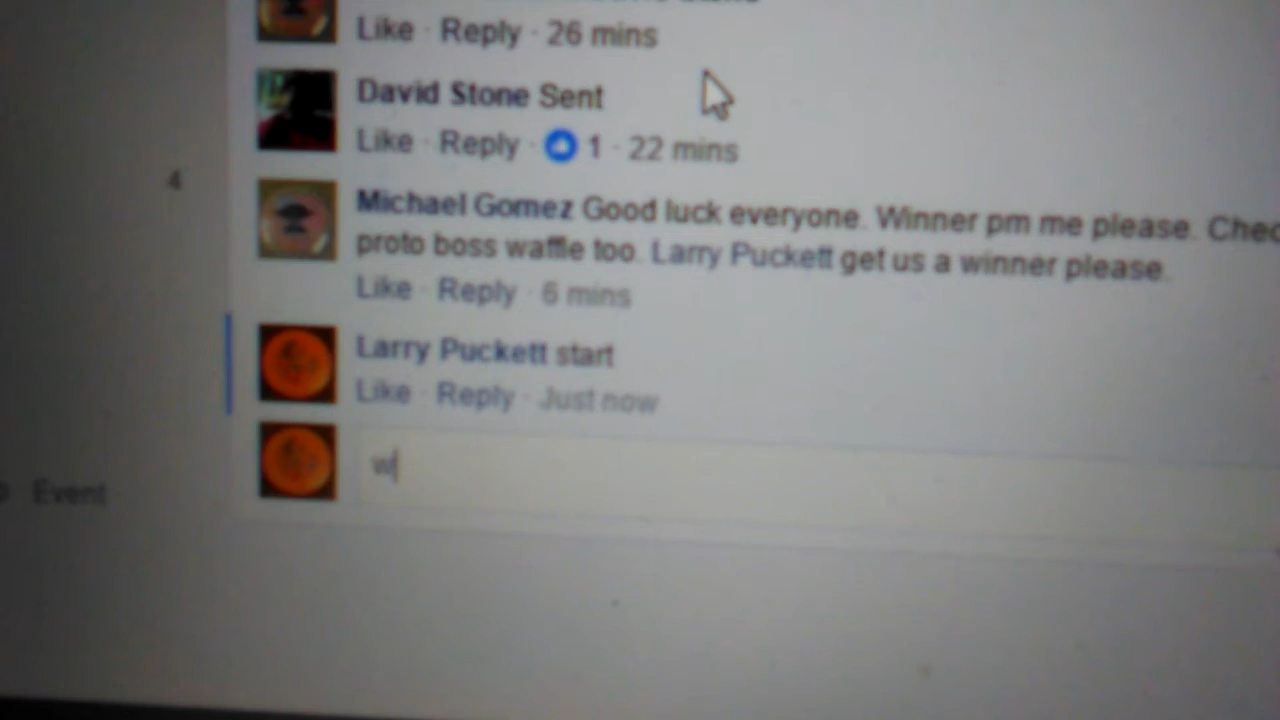 Like · Reply · 26 mins
David Stone Sent
Like · Reply · 1 · 22 mins
4
Michael Gomez Good luck everyone. Winner pm me please. Chec
proto boss waffle too. Larry Puckett get us a winner please.
Like · Reply · 6 mins
Larry Puckett start
Like · Reply · Just now
w
Event